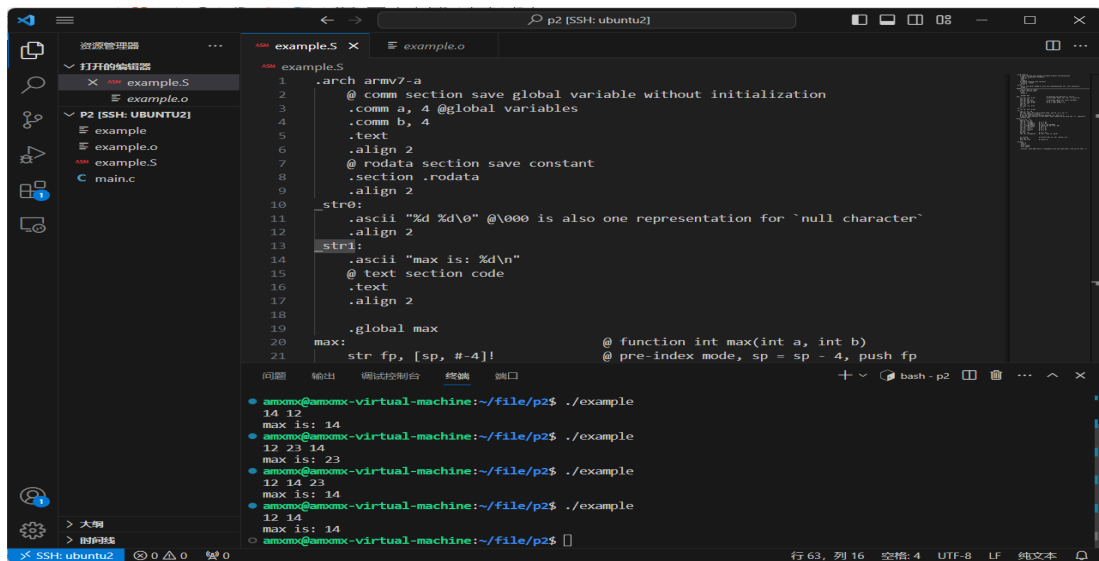 p2 [SSH: ubuntu2]
资源管理器
打开的编辑器
ASM example.S
example.o
P2 [SSH: UBUNTU2]
example
example.o
ASM example.S
C main.c
大纲
时间线
1
1
ASM example.S
example.o
ASM example.S
1 .arch armv7-a
2 @ comm section save global variable without initialization
3 .comm a, 4 @global variables
4 .comm b, 4
5 .text
6 .align 2
7 @ rodata section save constant
8 .section .rodata
9 .align 2
10 _str0:
11 .ascii "%d %d\0" @\000 is also one representation for `null character`
12 .align 2
13 _str1:
14 .ascii "max is: %d\n"
15 @ text section code
16 .text
17 .align 2
18
19 .global max
20 max: @ function int max(int a, int b)
21 str fp, [sp, #-4]! @ pre-index mode, sp = sp - 4, push fp
问题 输出 调试控制台 终端 端口
bash - p2
amxmx@amxmx-virtual-machine:~/file/p2$ ./example
14 12
max is: 14
amxmx@amxmx-virtual-machine:~/file/p2$ ./example
12 23 14
max is: 23
amxmx@amxmx-virtual-machine:~/file/p2$ ./example
12 14 23
max is: 14
amxmx@amxmx-virtual-machine:~/file/p2$ ./example
12 14
max is: 14
amxmx@amxmx-virtual-machine:~/file/p2$
SSH: ubuntu2 0 0 0 行 63, 列 16 空格: 4 UTF-8 LF 纯文本